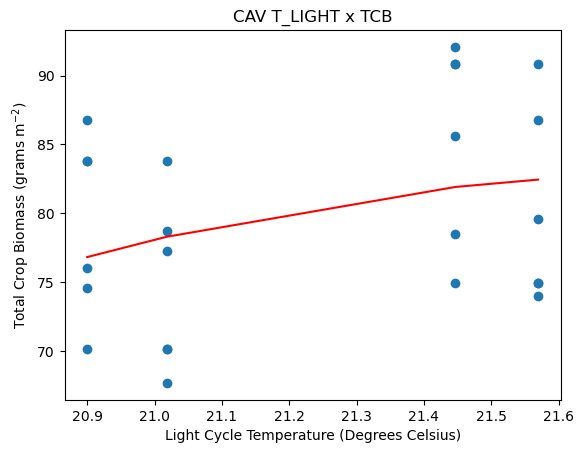 CAV T_LIGHT x TCB
Total Crop Biomass (grams m⁻²)
90
85
80
75
70
20.9 21.0 21.1 21.2 21.3 21.4 21.5 21.6
Light Cycle Temperature (Degrees Celsius)